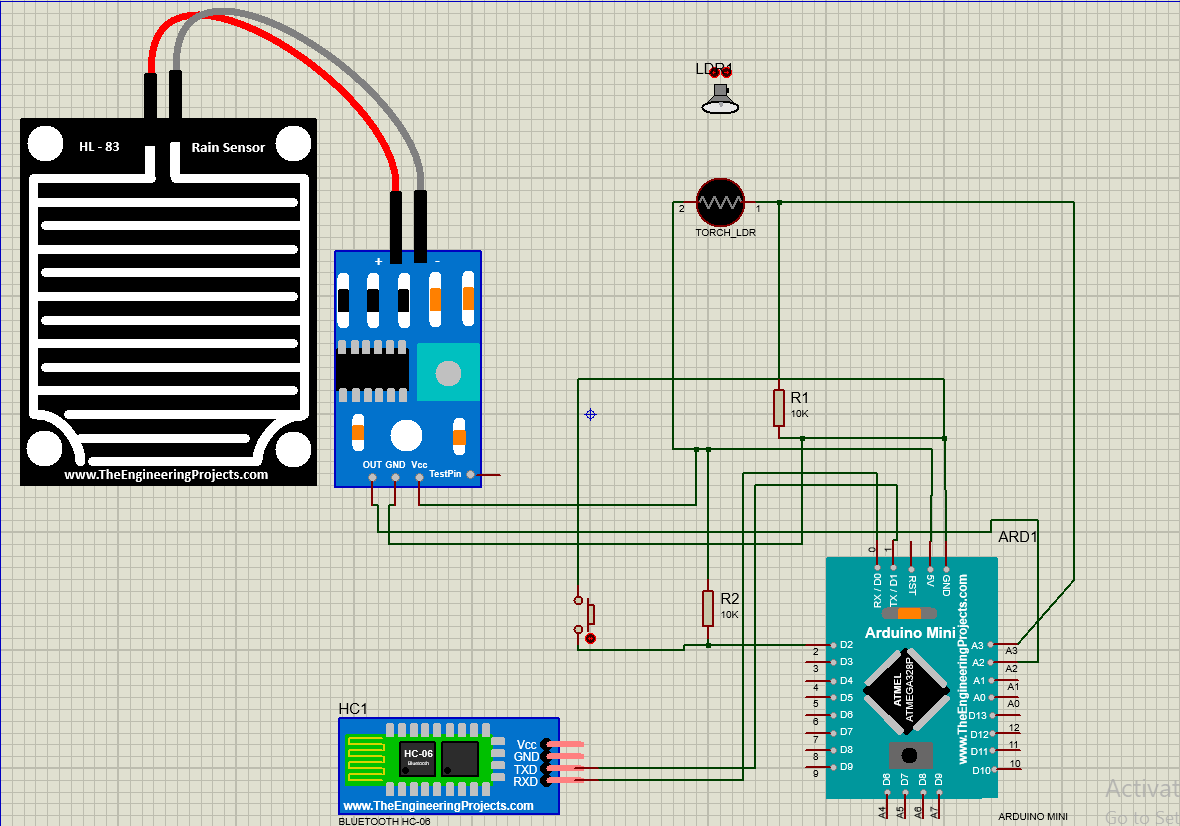 LDR1
HL - 83
Rain Sensor
www.TheEngineeringProjects.com
+
-
OUT GND Vcc
TestPin
2
1
TORCH_LDR
R1
10K
R2
10K
ARD1
0
1
RX / D0
TX / D1
RST
5V
GND
Arduino Mini
www.TheEngineeringProjects.com
ATMEL
ATMEGA328P
D2
D3
D4
D5
D6
D7
D8
D9
2
3
4
5
6
7
8
9
A3
A2
A1
A0
D13
D12
D11
D10
A3
A2
A1
A0
12
11
10
D6
D7
D8
D9
A4
A5
A6
A7
ARDUINO MINI
HC1
HC-06
Bluetooth
Vcc
GND
TXD
RXD
www.TheEngineeringProjects.com
BLUETOOTH HC-06
Activat
Go to Set